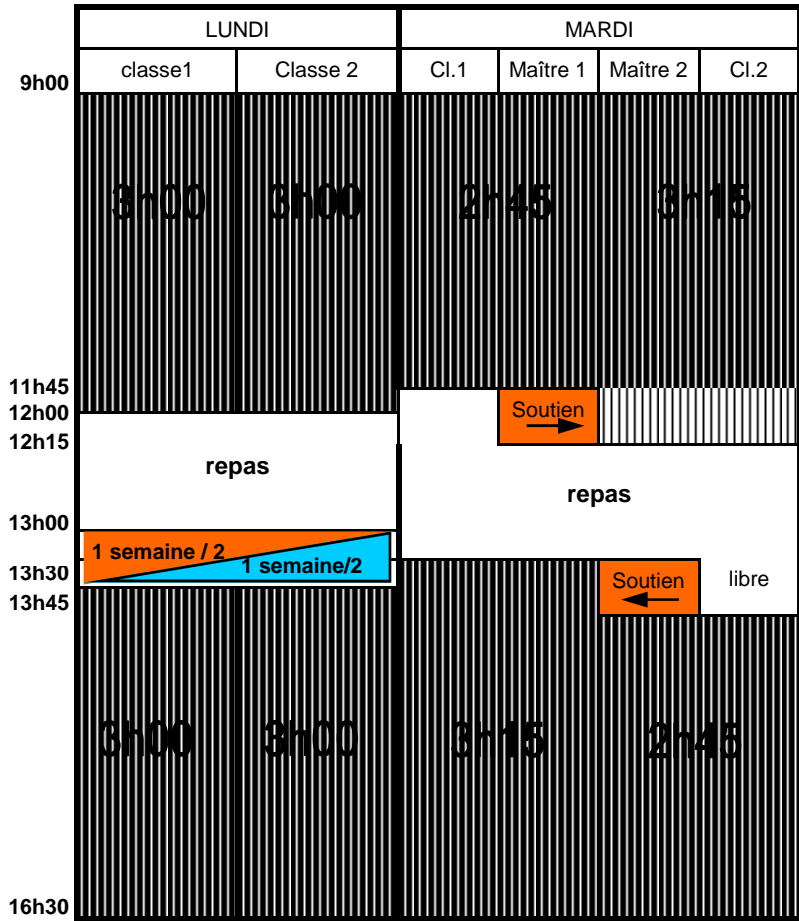 LUNDI MARDI
classe1 Classe 2 Cl.1 Maître 1 Maître 2 Cl.2
9h00
3h00 3h00 2h45 3h15
11h45
12h00
Soutien
12h15
repas
repas
13h00
1 semaine / 2
1 semaine/2
13h30
Soutien libre
13h45
3h00 3h00 3h15 2h45
16h30